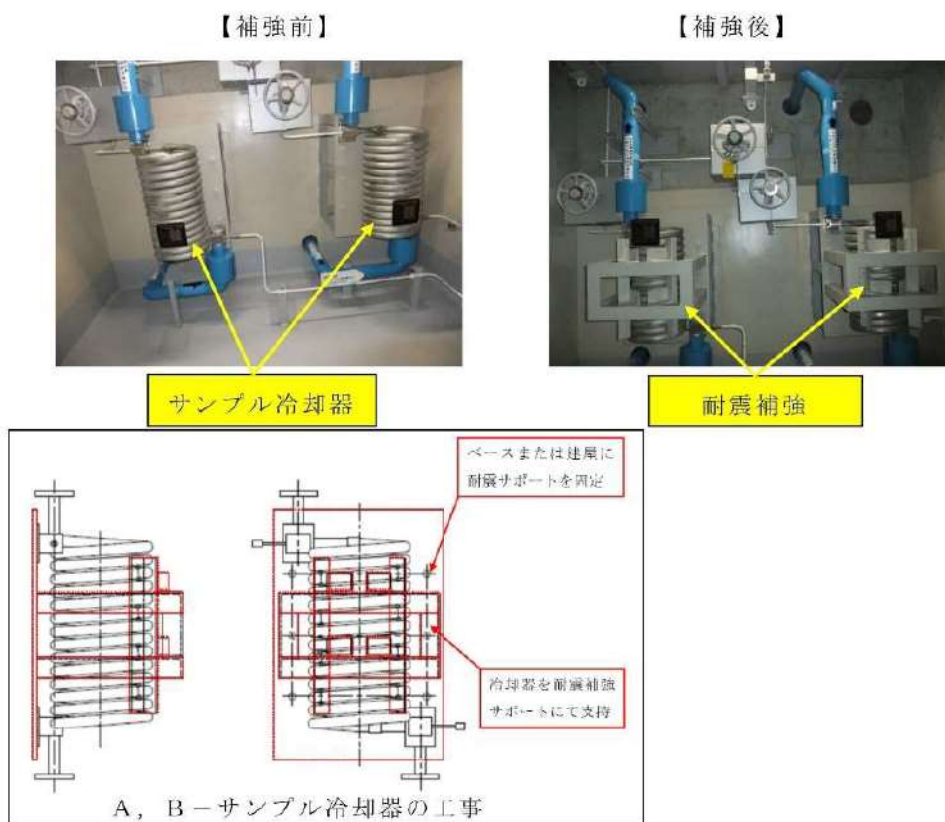 【補強前】
【補強後】
サンプル冷却器
耐震補強
ベースまたは建屋に
耐震サポートを固定
冷却器を耐震補強
サポートにて支持
A,B-サンプル冷却器の工事